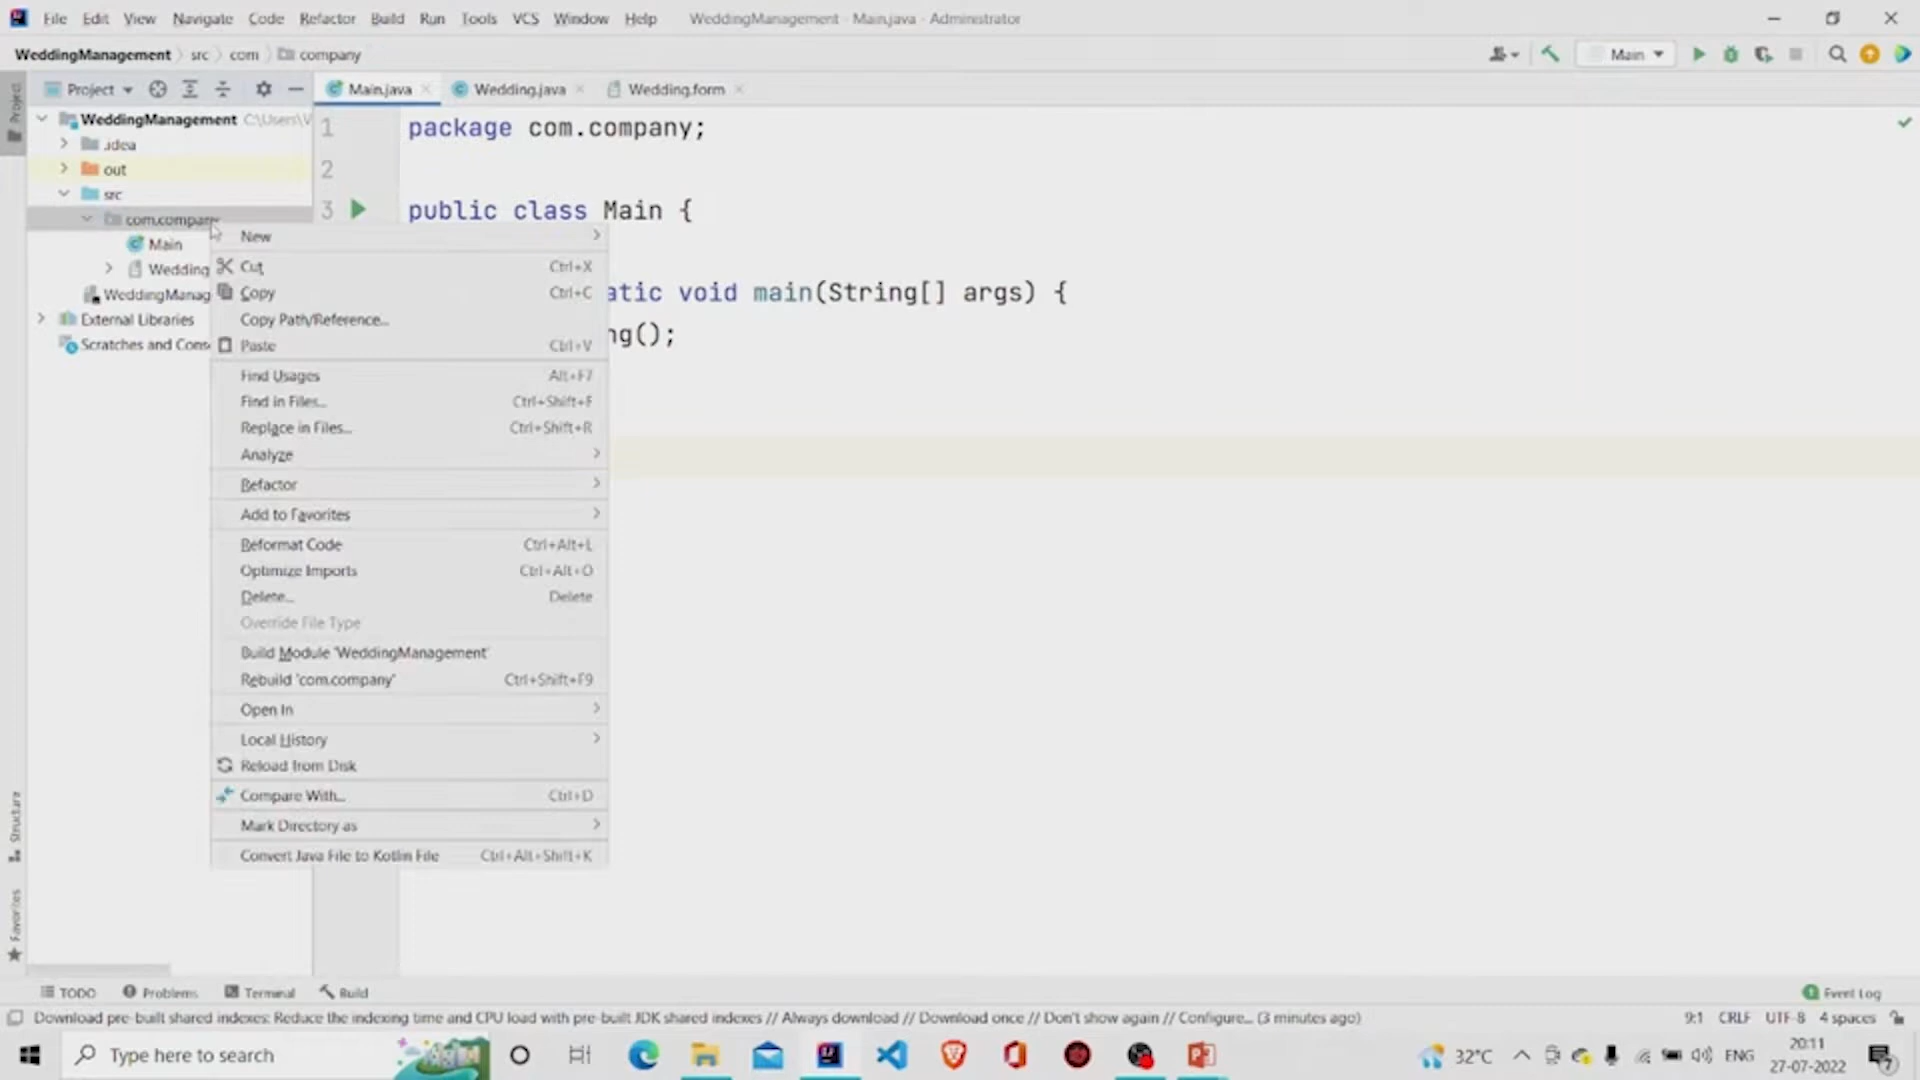 File Edit View Navigate Code Refactor Build Run Tools VCS Window Help WeddingManagement - Main.java - Administrator
WeddingManagement src com company
Main
Project
Main.java Wedding.java Wedding.form
Project
WeddingManagement C:\Users\V
.idea
out
src
com.company
Main
Wedding
WeddingManag
External Libraries
Scratches and Cons
1 package com.company;
2
3 public class Main {
atic void main(String[] args) {
ng();
New
Cut Ctrl+X
Copy Ctrl+C
Copy Path/Reference...
Paste Ctrl+V
Find Usages Alt+F7
Find in Files... Ctrl+Shift+F
Replace in Files... Ctrl+Shift+R
Analyze
Refactor
Add to Favorites
Reformat Code Ctrl+Alt+L
Optimize Imports Ctrl+Alt+O
Delete... Delete
Override File Type
Build Module 'WeddingManagement'
Rebuild 'com.company' Ctrl+Shift+F9
Open In
Local History
Reload from Disk
Compare With... Ctrl+D
Mark Directory as
Convert Java File to Kotlin File Ctrl+Alt+Shift+K
Structure
Favorites
TODO Problems Terminal Build Event Log
Download pre-built shared indexes: Reduce the indexing time and CPU load with pre-built JDK shared indexes // Always download // Download once // Don't show again // Configure... (3 minutes ago) 9:1 CRLF UTF-8 4 spaces
Type here to search 32°C ENG 20:11
27-07-2022
7